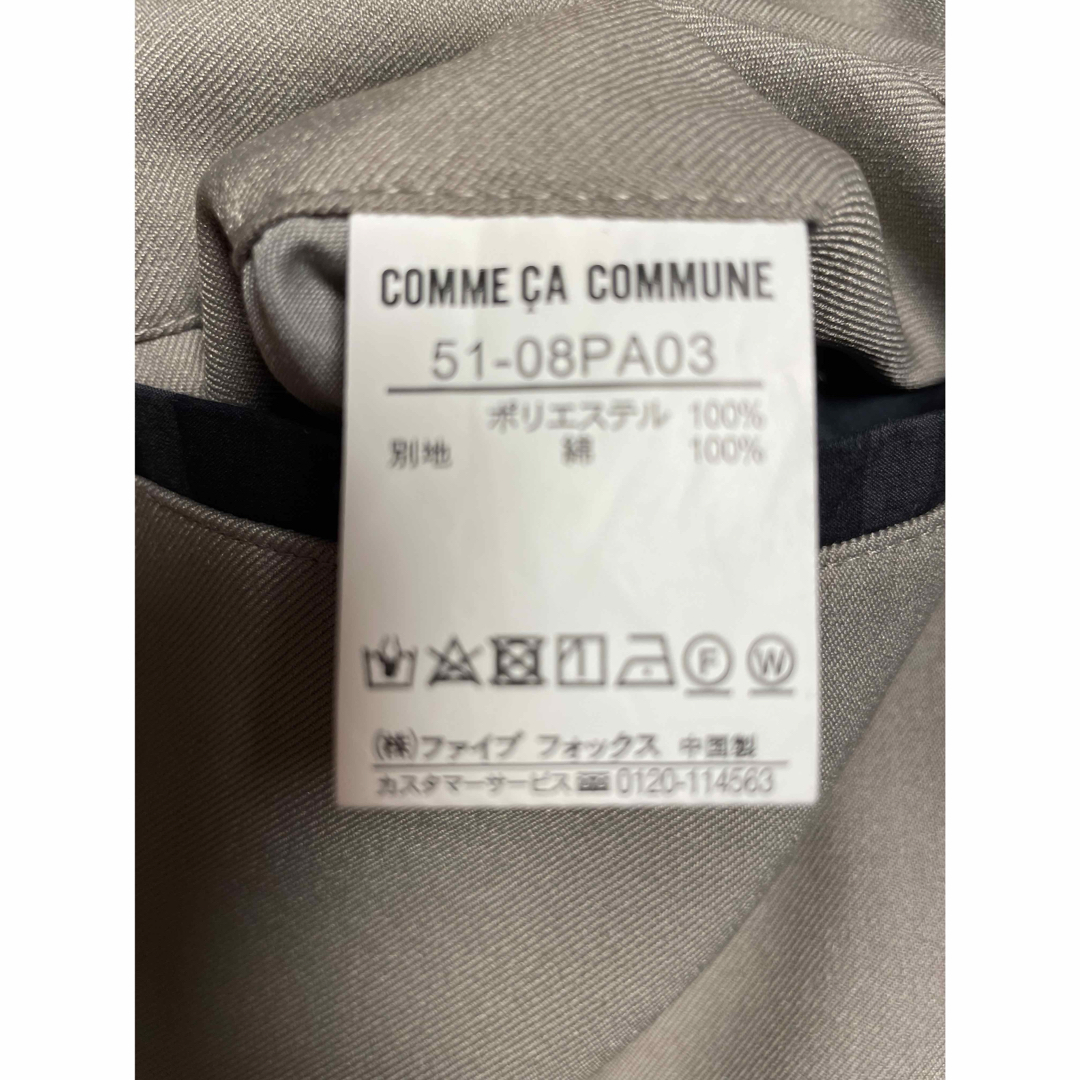 COMME ÇA COMMUNE
51-08PA03
ポリエステル 100%
別地 綿 100%
F W
(株)ファイブ フォックス 中国製
カスタマーサービス 0120-114563